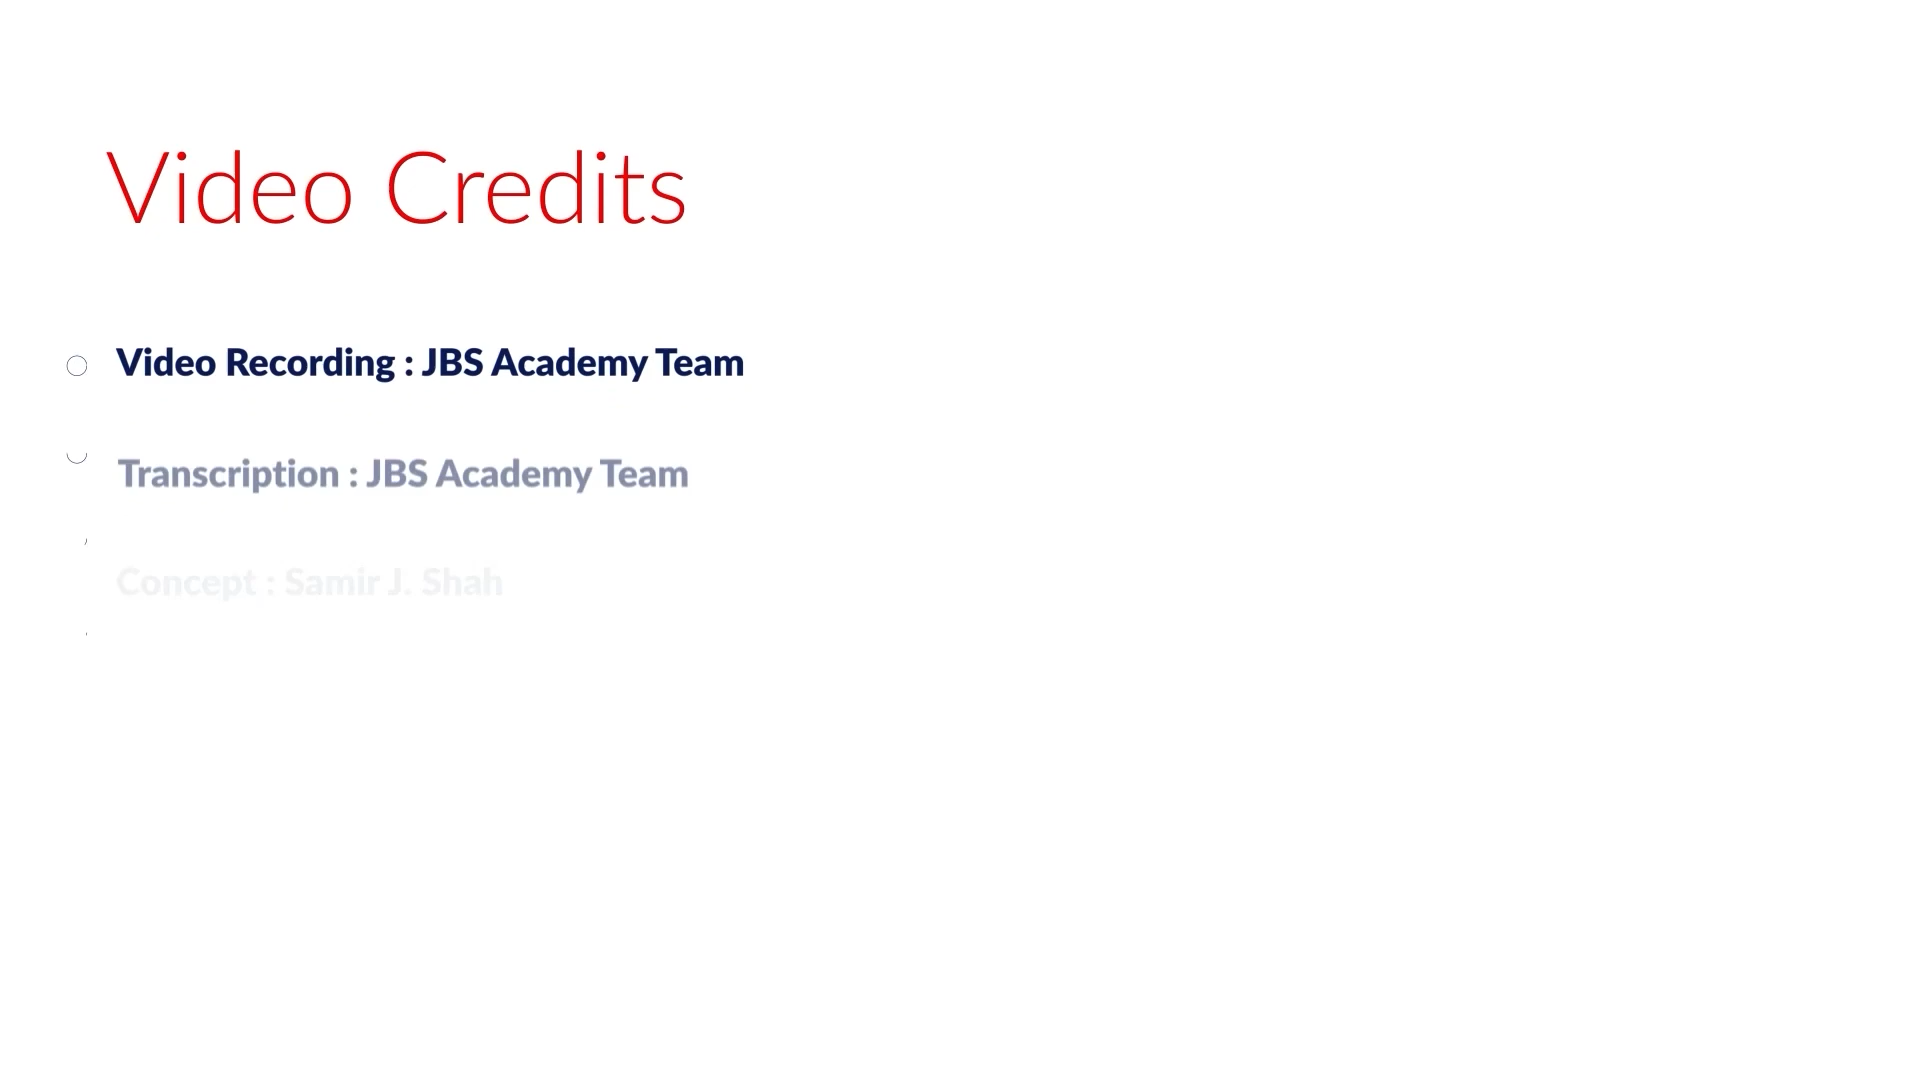 Video Credits
Video Recording : JBS Academy Team
Transcription : JBS Academy Team
Concept : Samir J. Shah